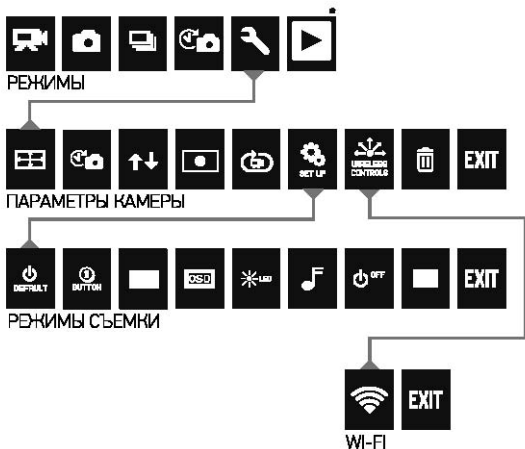 РЕЖИМЫ
SET UP
WIRELESS
CONTROLS
EXIT
ПАРАМЕТРЫ КАМЕРЫ
DEFAULT
1
BUTTON
OSD
LED
OFF
EXIT
РЕЖИМЫ СЪЕМКИ
EXIT
WI-FI